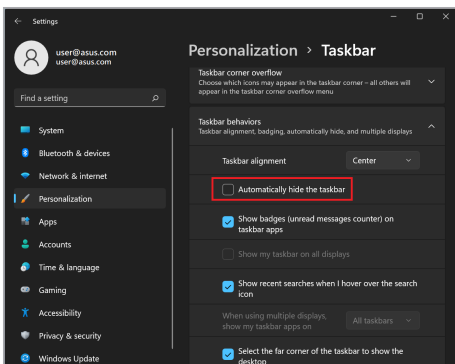 Settings
user@asus.com
user@asus.com
Find a setting
System
Bluetooth & devices
Network & internet
Personalization
Apps
Accounts
Time & language
Gaming
Accessibility
Privacy & security
Windows Update
Personalization > Taskbar
Taskbar corner overflow
Choose which icons may appear in the taskbar corner – all others will
appear in the taskbar corner overflow menu
Taskbar behaviors
Taskbar alignment, badging, automatically hide, and multiple displays
Taskbar alignment
Center
Automatically hide the taskbar
Show badges (unread messages counter) on
taskbar apps
Show my taskbar on all displays
Show recent searches when I hover over the search
icon
When using multiple displays,
show my taskbar apps on
All taskbars
Select the far corner of the taskbar to show the
desktop